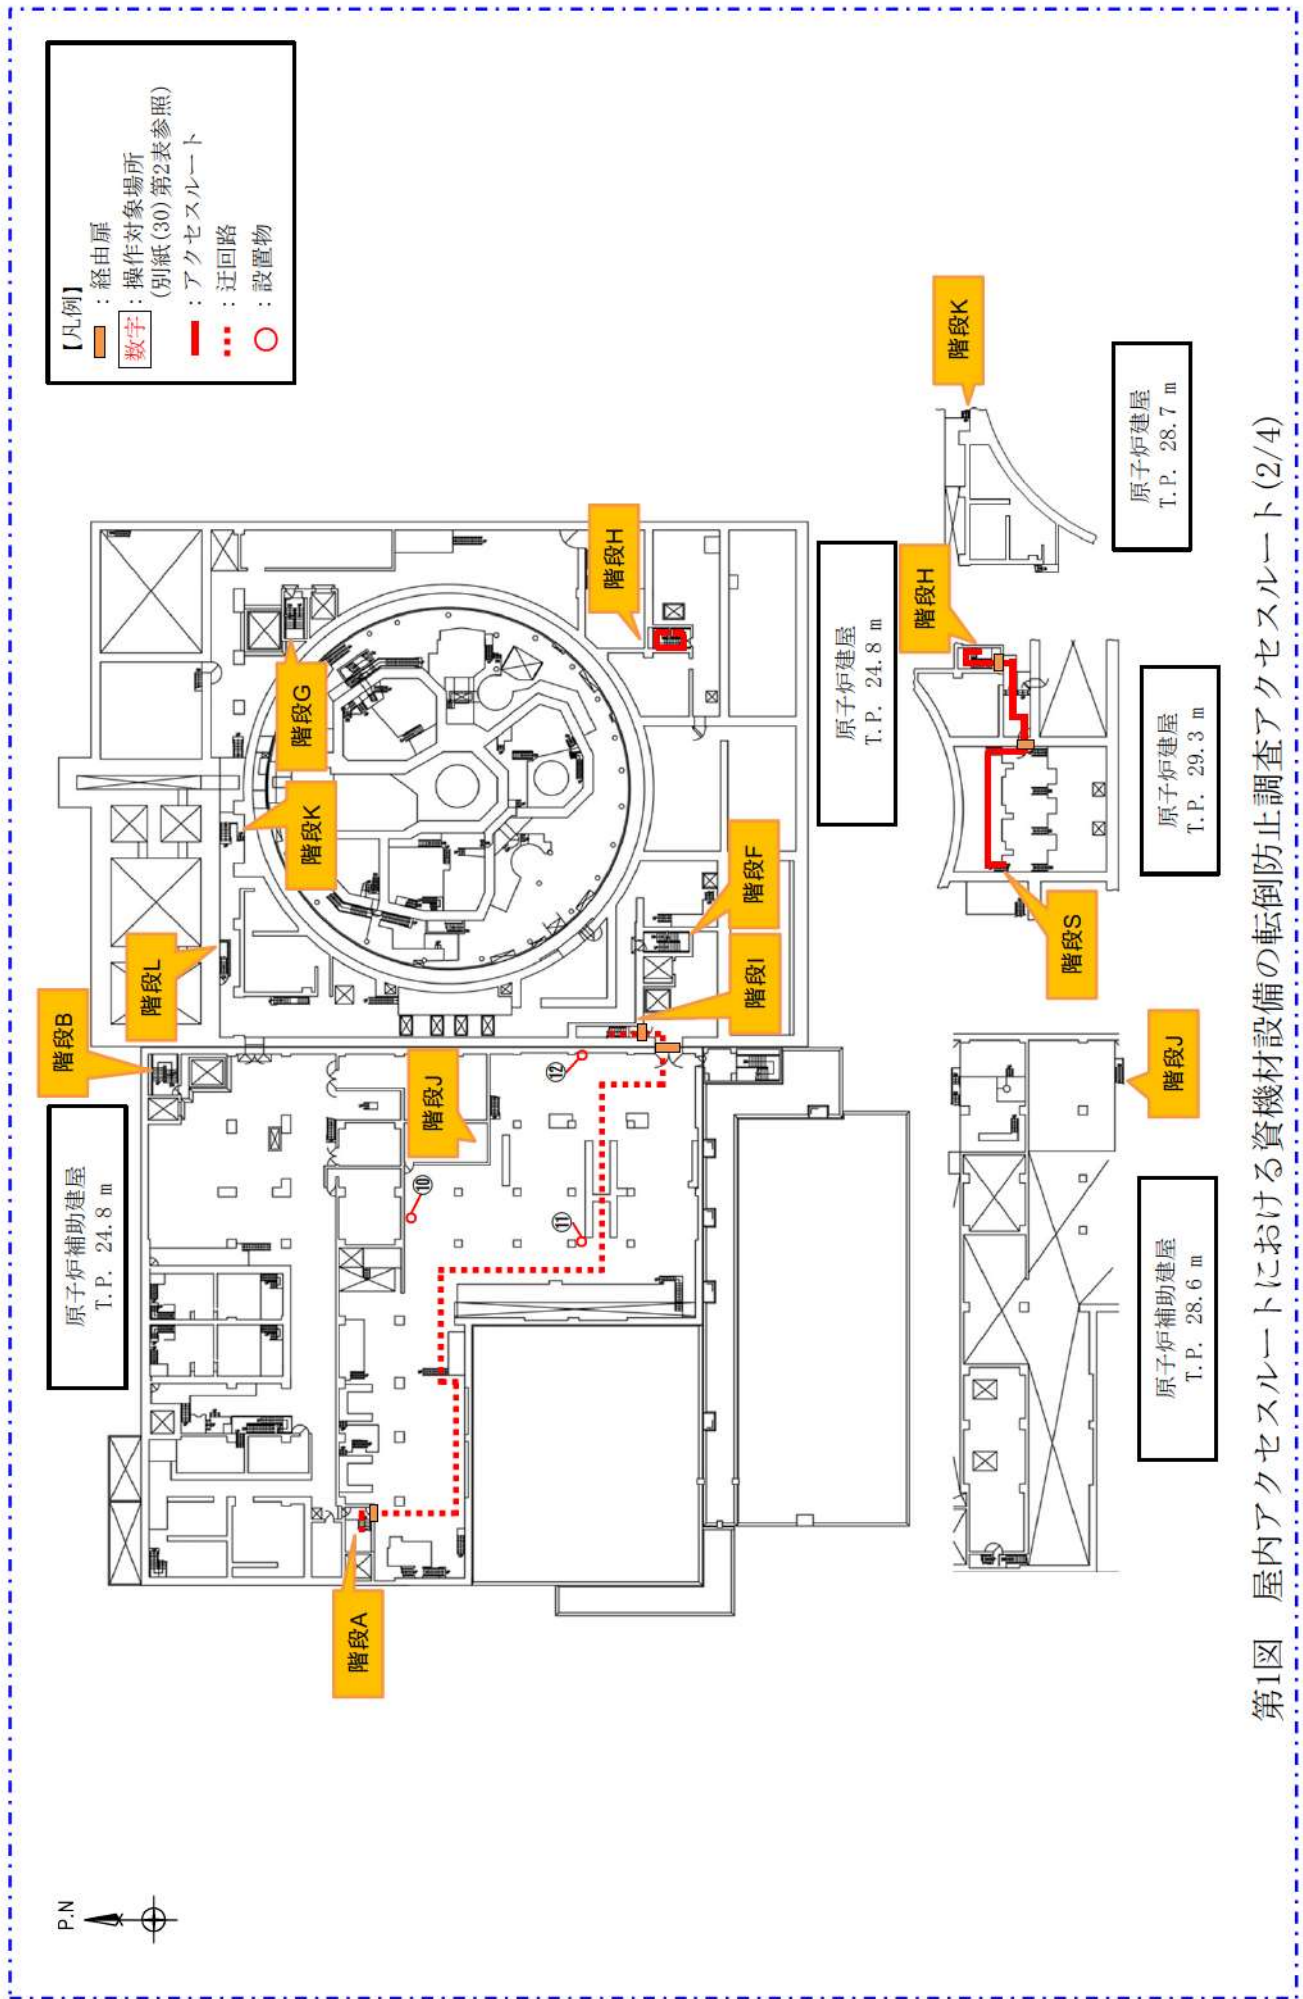 P.N
【凡例】
：経由扉
数字：操作対象場所
(別紙(30)第2表参照)
：アクセスルート
：迂回路
：設置物
原子炉補助建屋
T.P. 24.8 m
階段B
階段L
階段K
階段G
階段A
階段J
⑩
⑪
⑫
階段I
階段F
階段H
原子炉建屋
T.P. 24.8 m
階段J
原子炉補助建屋
T.P. 28.6 m
階段S
階段H
原子炉建屋
T.P. 29.3 m
階段K
原子炉建屋
T.P. 28.7 m
第1図 屋内アクセスルートにおける資機材設備の転倒防止調査アクセスルート(2/4)